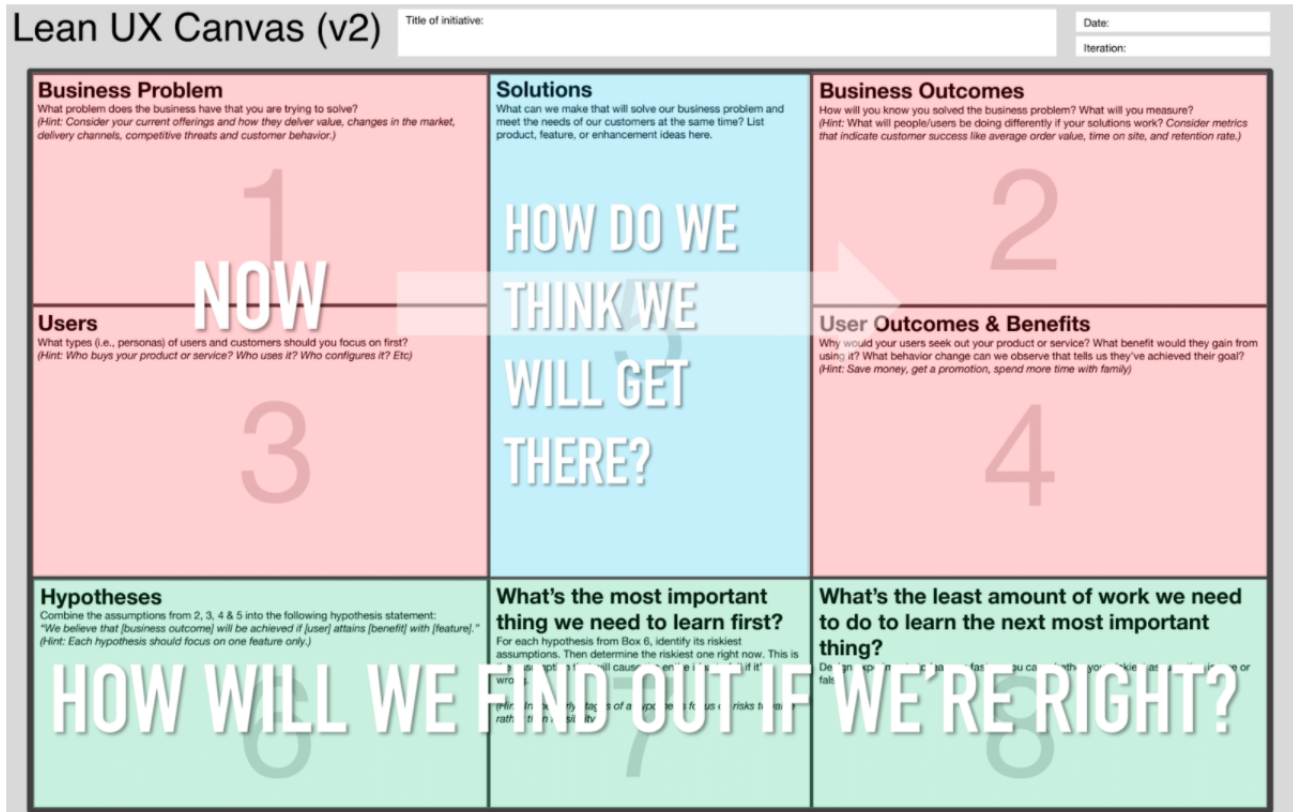 Lean UX Canvas (v2)
Title of initiative:
Date:
Iteration:
Business Problem
What problem does the business have that you are trying to solve?
(Hint: Consider your current offerings and how they delver value, changes in the market,
delivery channels, competitive threats and customer behavior.)
1
Solutions
What can we make that will solve our business problem and
meet the needs of our customers at the same time? List
product, feature, or enhancement ideas here.
5
Business Outcomes
How will you know you solved the business problem? What will you measure?
(Hint: What will people/users be doing differently if your solutions work? Consider metrics
that indicate customer success like average order value, time on site, and retention rate.)
2
NOW
HOW DO WE
THINK WE
WILL GET
THERE?
Users
What types (i.e., personas) of users and customers should you focus on first?
(Hint: Who buys your product or service? Who uses it? Who configures it? Etc)
3
User Outcomes & Benefits
Why would your users seek out your product or service? What benefit would they gain from
using it? What behavior change can we observe that tells us they've achieved their goal?
(Hint: Save money, get a promotion, spend more time with family)
4
Hypotheses
Combine the assumptions from 2, 3, 4 & 5 into the following hypothesis statement:
"We believe that [business outcome] will be achieved if [user] attains [benefit] with [feature]."
(Hint: Each hypothesis should focus on one feature only.)
6
What's the most important
thing we need to learn first?
For each hypothesis from Box 6, identify its riskiest
assumptions. Then determine the riskiest one right now. This is
will cause if it's
wrong.
of a risks to
7
What's the least amount of work we need
to do to learn the next most important
thing?
you or
8
HOW WILL WE FIND OUT IF WE'RE RIGHT?